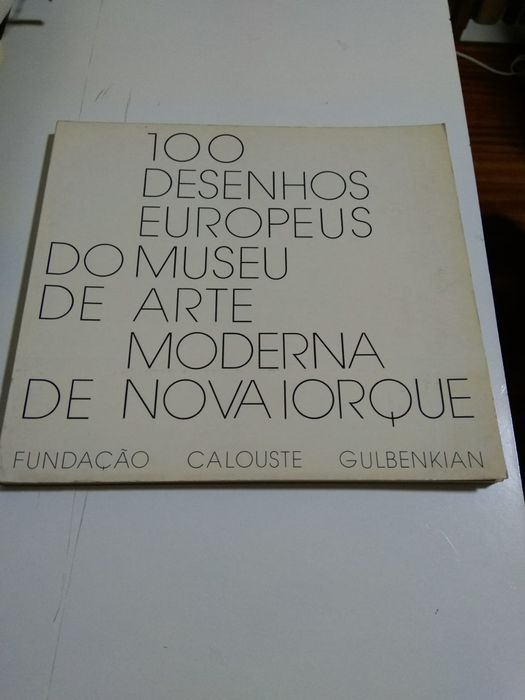 100
DESENHOS
EUROPEUS
DO MUSEU
DE ARTE
MODERNA
DE NOVA IORQUE
FUNDAÇÃO CALOUSTE GULBENKIAN